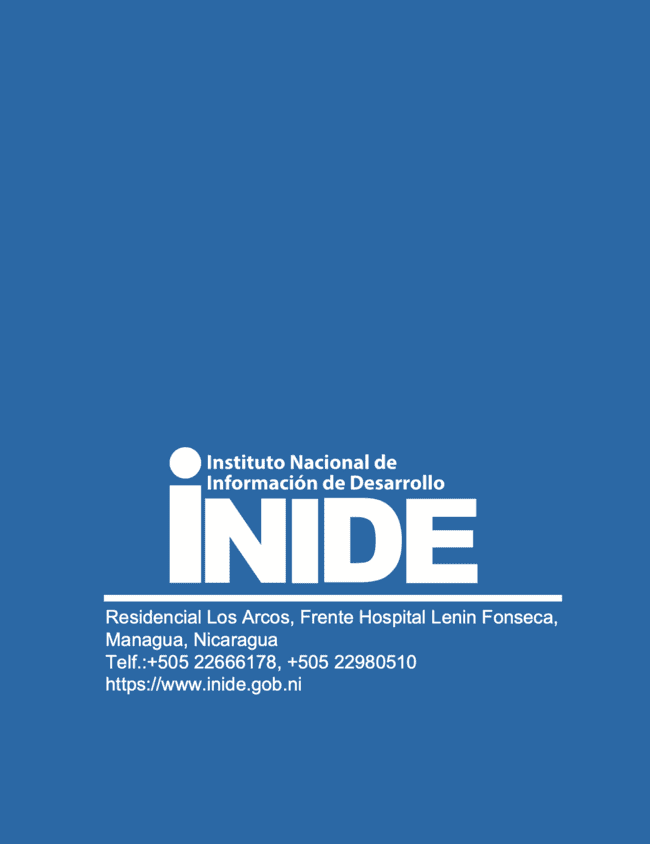 Instituto Nacional de
Información de Desarrollo
iNIDE
Residencial Los Arcos, Frente Hospital Lenin Fonseca,
Managua, Nicaragua
Telf.:+505 22666178, +505 22980510
https://www.inide.gob.ni